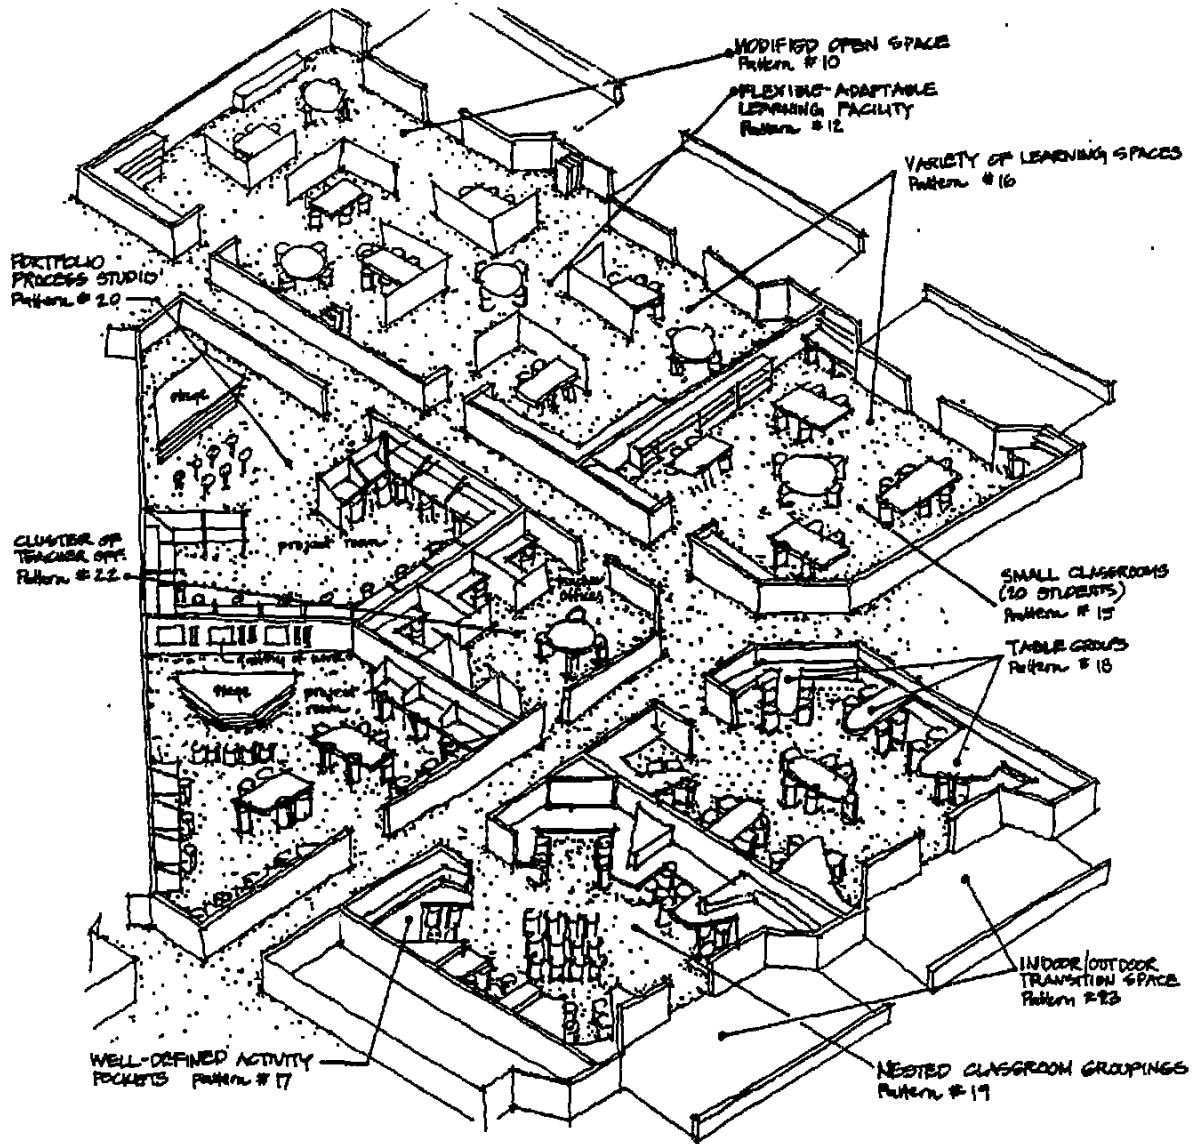 MODIFIED OPEN SPACE
Pattern #10
FLEXIBLE-ADAPTABLE
LEARNING FACILITY
Pattern #12
VARIETY OF LEARNING SPACES
Pattern #16
PORTFOLIO
PROCESS STUDIO
Pattern #20
stage
project room
CLUSTER OF
TEACHER OFF.
Pattern #22
teacher
offices
SMALL CLASSROOMS
(20 STUDENTS)
Pattern #15
gallery of work
TABLE GROUPS
Pattern #18
stage
project
room
INDOOR/OUTDOOR
TRANSITION SPACE
Pattern #23
WELL-DEFINED ACTIVITY
POCKETS Pattern #17
NESTED CLASSROOM GROUPINGS
Pattern #19